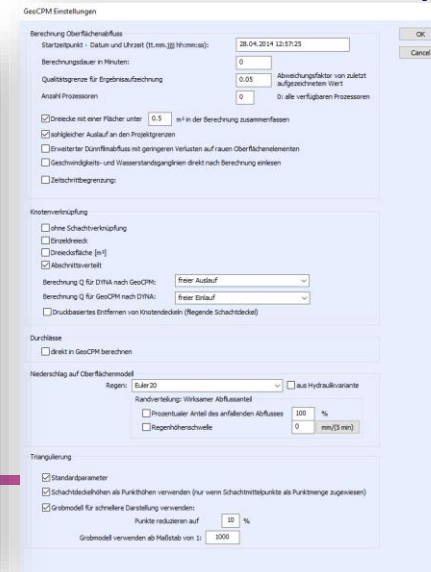 GeoCPM Einstellungen
OK
Cancel
Berechnung Oberflächenabfluss
Startzeitpunkt - Datum und Uhrzeit (tt.mm.jjjj hh:mm:ss): 28.04.2014 12:57:25
Berechnungsdauer in Minuten: 0
Qualitätsgrenze für Ergebnisaufzeichnung 0.05 Abweichungsfaktor von zuletzt
aufgezeichnetem Wert
Anzahl Prozessoren 0 0: alle verfügbaren Prozessoren
Dreiecke mit einer Flächer unter 0.5 m² in der Berechnung zusammenfassen
sohlgleicher Auslauf an den Projektgrenzen
Erweiterter Dünnfilmabfluss mit geringeren Verlusten auf rauen Oberflächenelementen
Geschwindigkeits- und Wasserstandsganglinien direkt nach Berechnung einlesen
Zeitschrittbegrenzung:
Knotenverknüpfung
ohne Schachtverknüpfung
Einzeldreieck
Dreiecksfläche [m²]
Abschnittsverteilt
Berechnung Q für DYNA nach GeoCPM: freier Auslauf
Berechnung Q für GeoCPM nach DYNA: freier Einlauf
Druckbasiertes Entfernen von Knotendeckeln (fliegende Schachtdeckel)
Durchlässe
direkt in GeoCPM berechnen
Niederschlag auf Oberflächenmodell
Regen: Euler20 aus Hydraulikvariante
Randverteilung: Wirksamer Abflussanteil
Prozentualer Anteil des anfallenden Abflusses 100 %
Regenhöhenschwelle 0 mm/(5 min)
Triangulierung
Standardparameter
Schachtdeckelhöhen als Punkthöhen verwenden (nur wenn Schachtmittelpunkte als Punktmenge zugewiesen)
Grobmodell für schnellere Darstellung verwenden:
Punkte reduzieren auf 10 %
Grobmodell verwenden ab Maßstab von 1: 1000